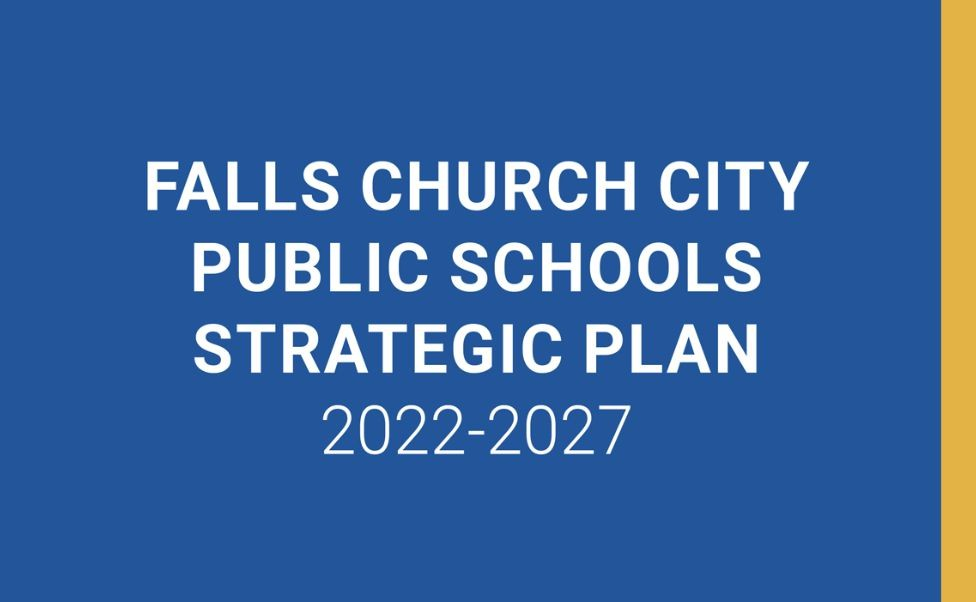 FALLS CHURCH CITY
PUBLIC SCHOOLS
STRATEGIC PLAN
2022-2027